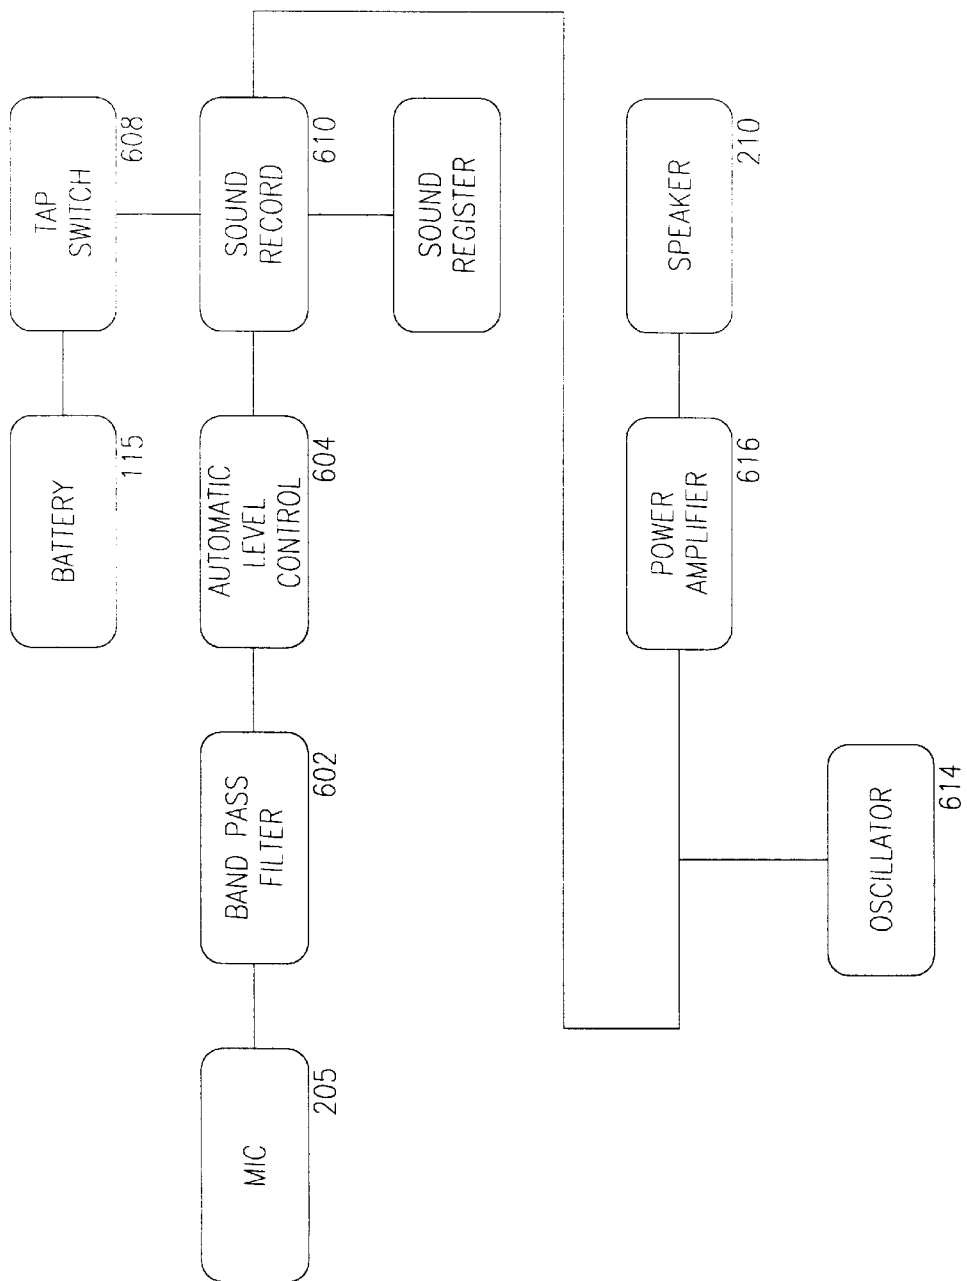 BATTERY
115
TAP
SWITCH
608
MIC
205
BAND PASS
FILTER
602
AUTOMATIC
LEVEL
CONTROL
604
SOUND
RECORD
610
SOUND
REGISTER
POWER
AMPLIFIER
616
SPEAKER
210
OSCILLATOR
614